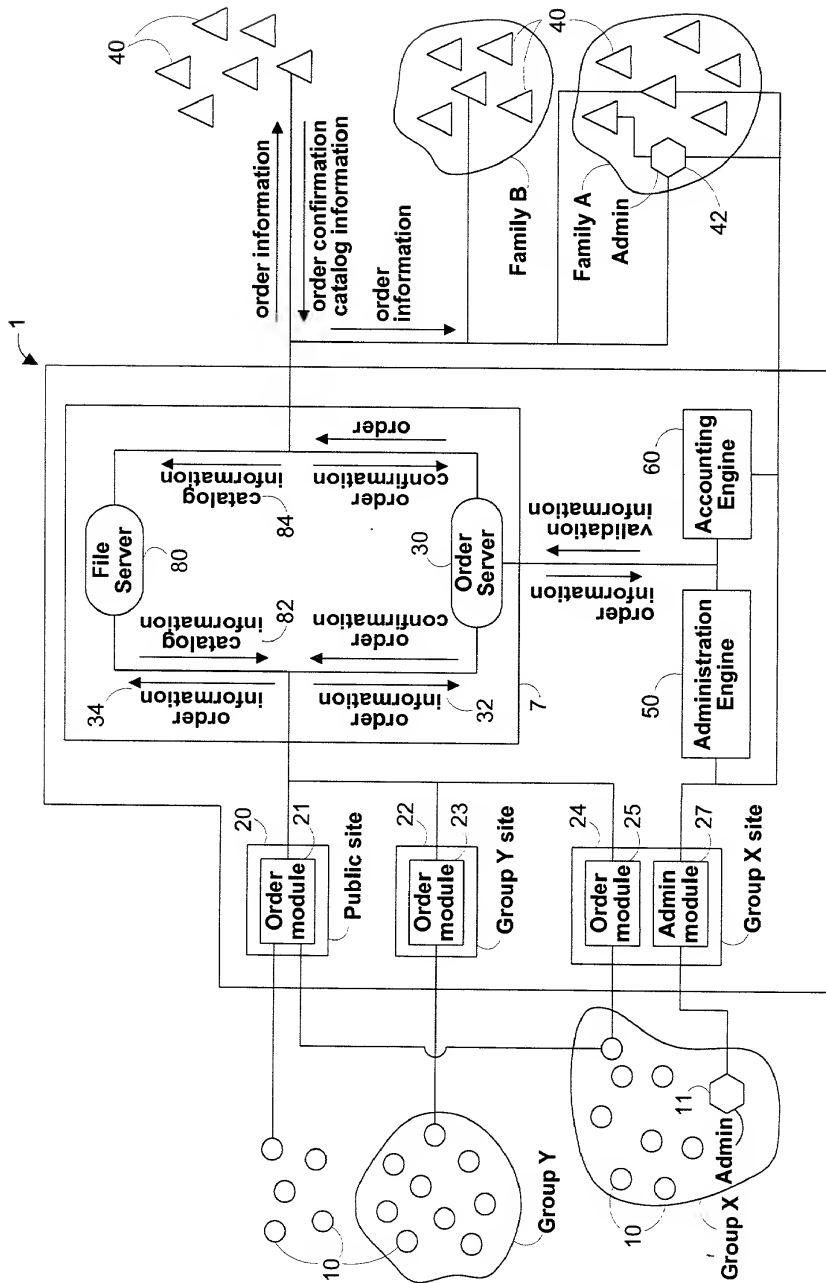 1
order information
order confirmation
catalog information
order
information
40
Family B
40
Family A
Admin
42
File
Server
80
Order
Server
30
order
information
34
catalog
information
82
order
information
32
order
confirmation
catalog
information
84
order
confirmation
order
7
order
information
validation
information
Administration
Engine
50
Accounting
Engine
60
20
21
Order
module
Public site
22
23
Order
module
Group Y site
24
25
Order
module
27
Admin
module
Group X site
10
Group Y
10
Group X
Admin
11